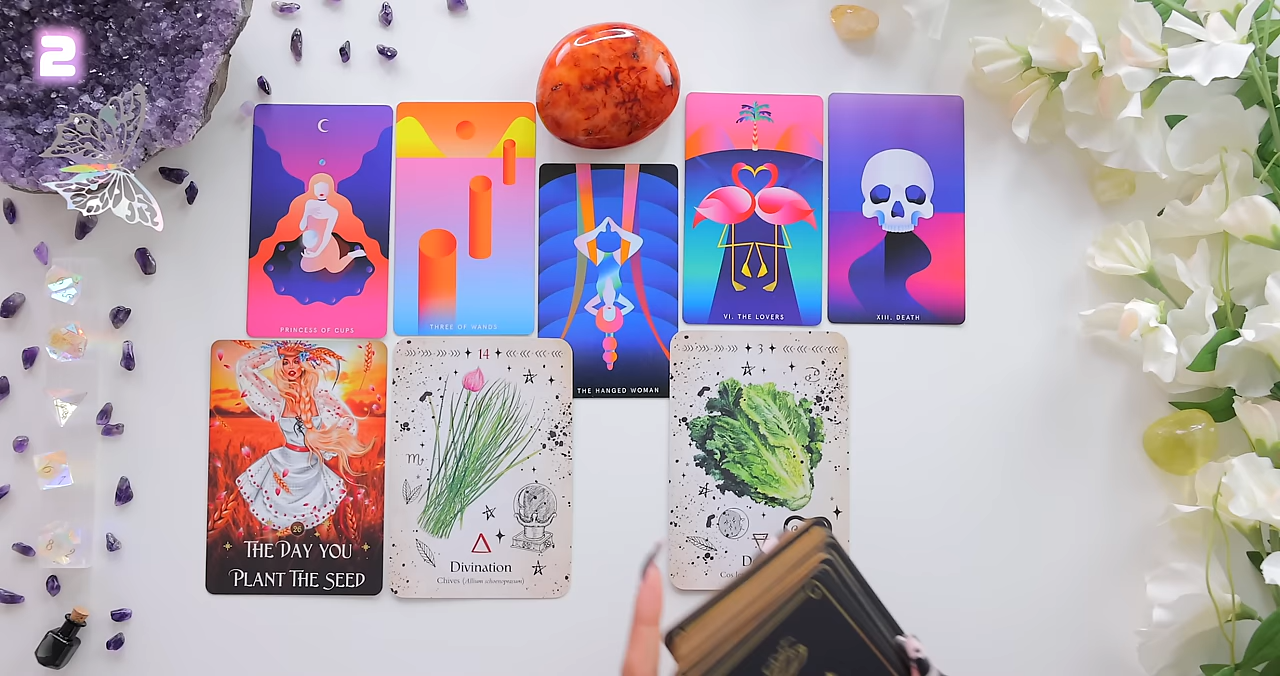 2
PRINCESS OF CUPS
THREE OF WANDS
THE HANGED WOMAN
VI. THE LOVERS
XIII. DEATH
26
THE DAY YOU
PLANT THE SEED
14
Divination
Chives (Allium schoenoprasum)
3